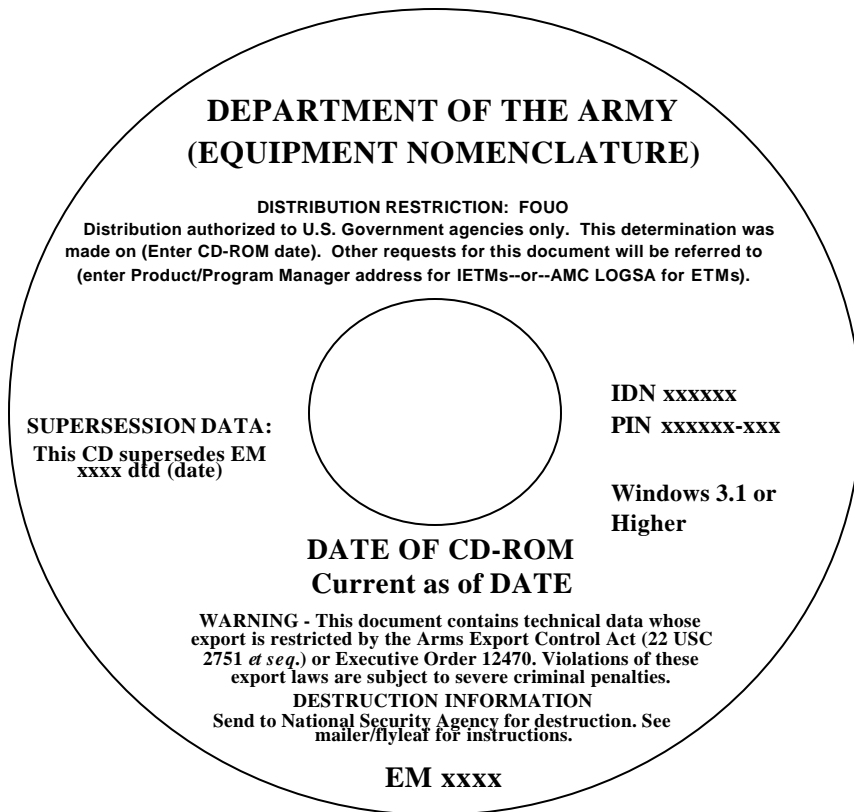 DEPARTMENT OF THE ARMY
(EQUIPMENT NOMENCLATURE)
DISTRIBUTION RESTRICTION: FOUO
Distribution authorized to U.S. Government agencies only. This determination was
made on (Enter CD-ROM date). Other requests for this document will be referred to
(enter Product/Program Manager address for IETMs--or--AMC LOGSA for ETMs).
SUPERSESSION DATA:
This CD supersedes EM
xxxx dtd (date)
IDN xxxxxx
PIN xxxxxx-xxx
Windows 3.1 or
Higher
DATE OF CD-ROM
Current as of DATE
WARNING - This document contains technical data whose
export is restricted by the Arms Export Control Act (22 USC
2751 et seq.) or Executive Order 12470. Violations of these
export laws are subject to severe criminal penalties.
DESTRUCTION INFORMATION
Send to National Security Agency for destruction. See
mailer/flyleaf for instructions.
EM xxxx